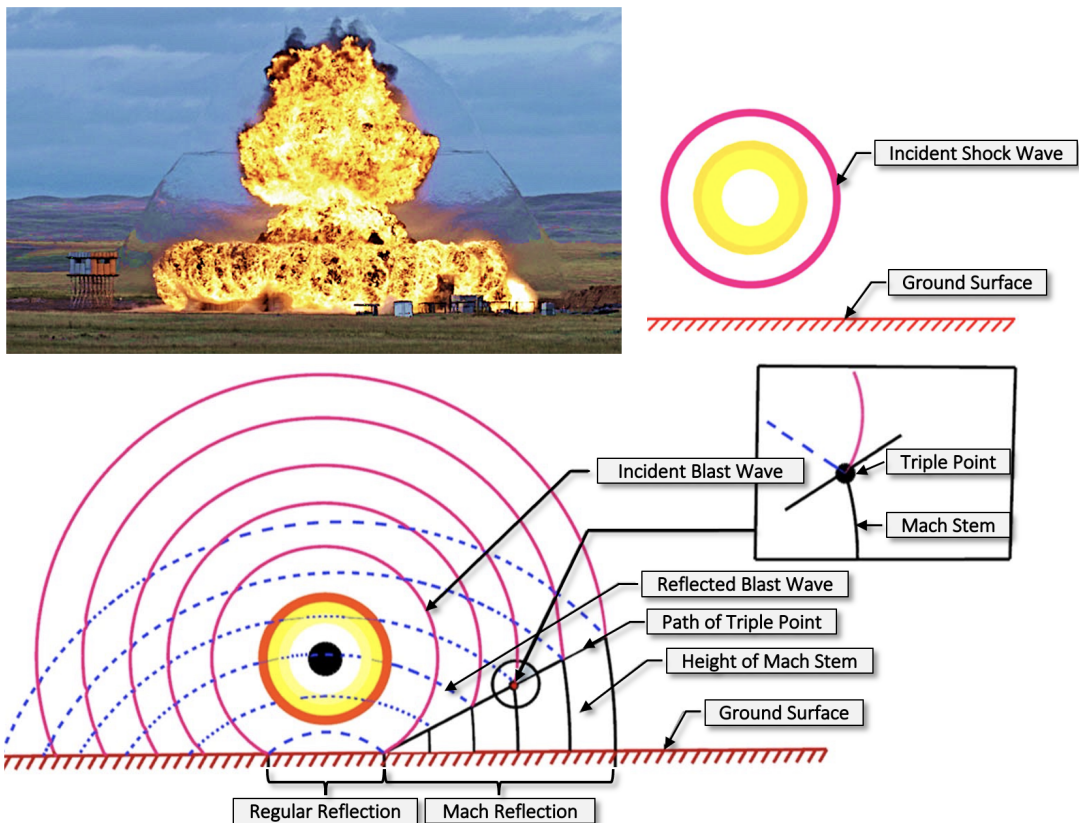 Incident Shock Wave
Ground Surface
Incident Blast Wave
Triple Point
Mach Stem
Reflected Blast Wave
Path of Triple Point
Height of Mach Stem
Ground Surface
Regular Reflection
Mach Reflection